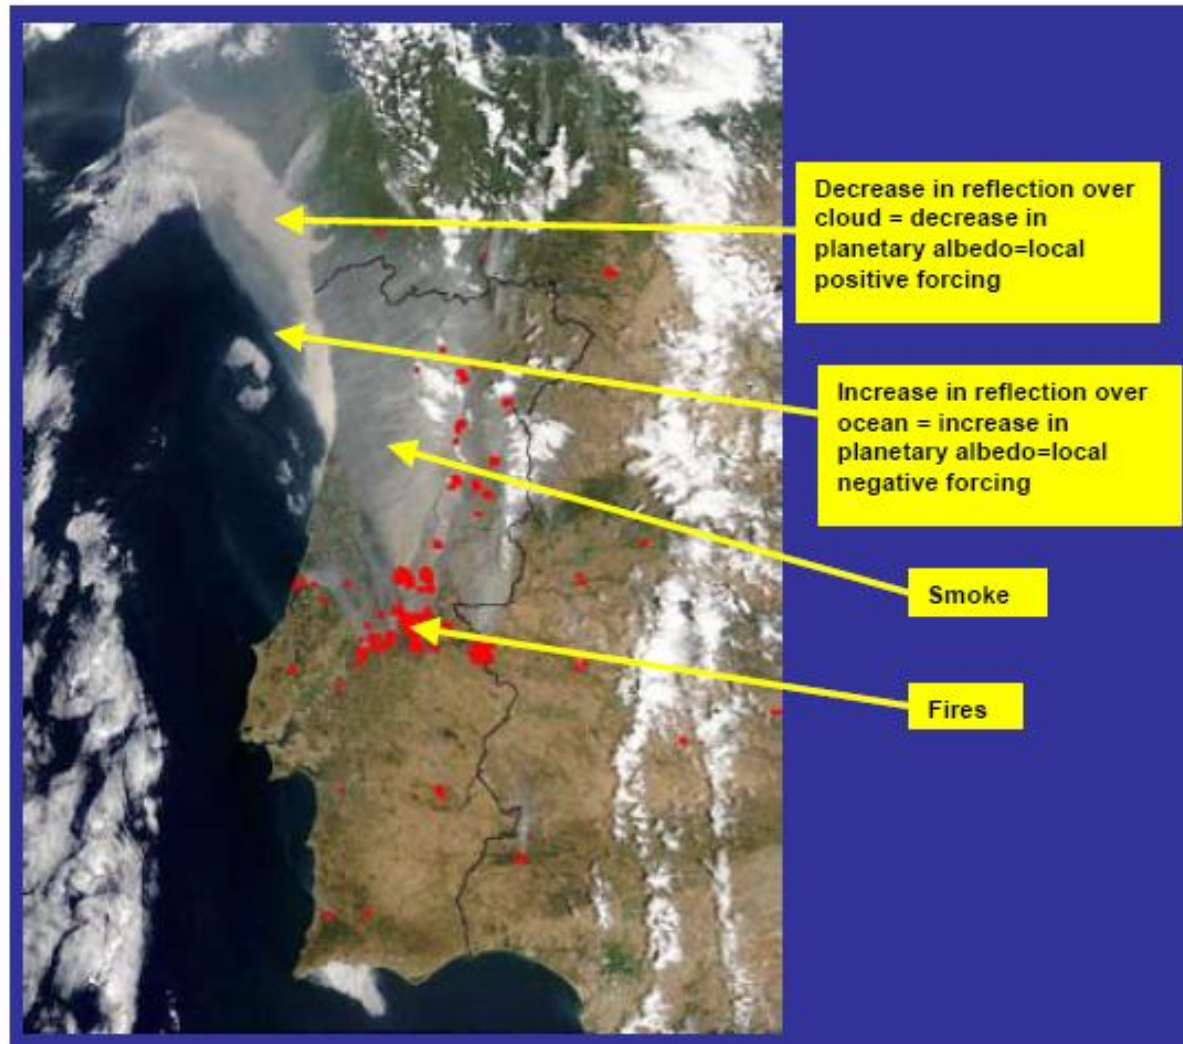 Decrease in reflection over
cloud = decrease in
planetary albedo=local
positive forcing
Increase in reflection over
ocean = increase in
planetary albedo=local
negative forcing
Smoke
Fires